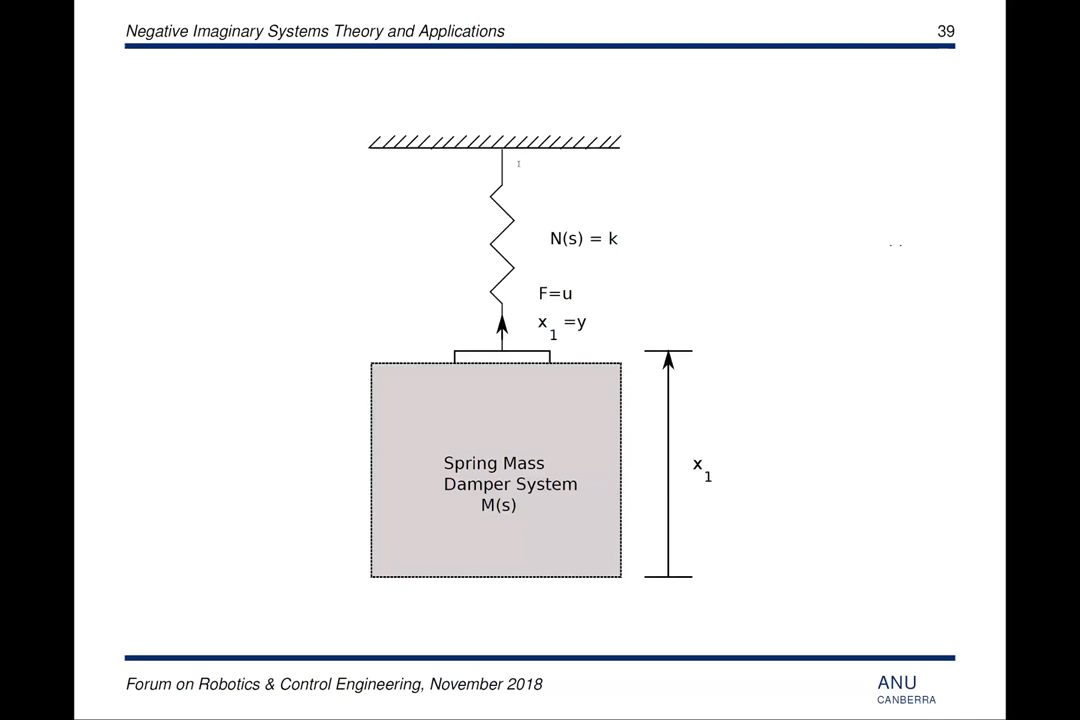 Negative Imaginary Systems Theory and Applications 39
N(s) = k
F=u
x1 =y
Spring Mass
Damper System
M(s)
x1
Forum on Robotics & Control Engineering, November 2018
ANU
CANBERRA